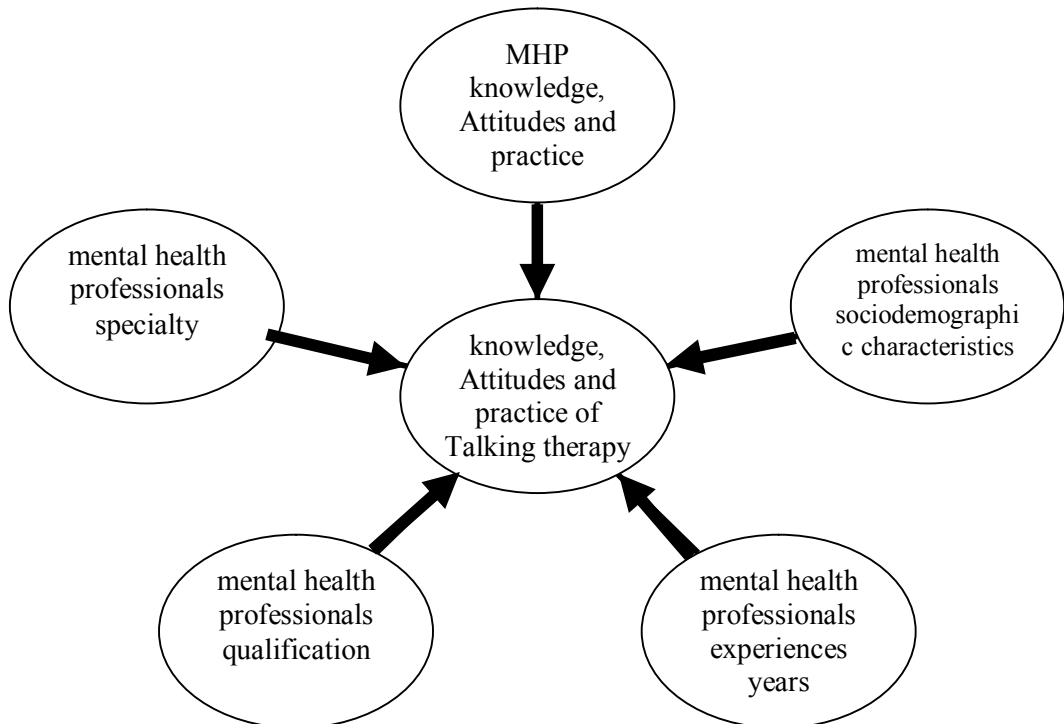 MHP
knowledge,
Attitudes and
practice
mental health
professionals
specialty
mental health
professionals
sociodemographi
c characteristics
knowledge,
Attitudes and
practice of
Talking therapy
mental health
professionals
qualification
mental health
professionals
experiences
years